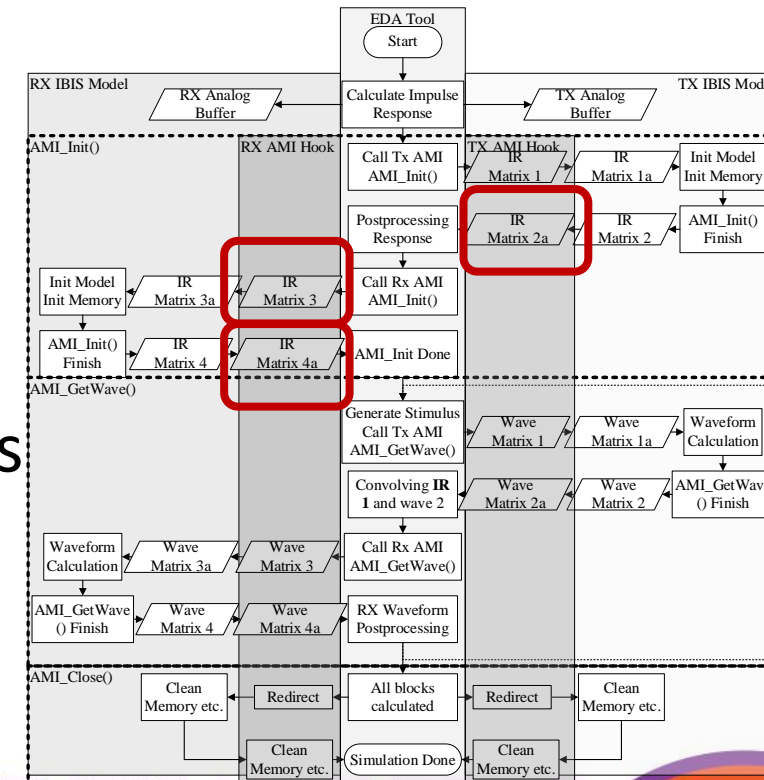 EDA Tool
Start
RX IBIS Model
RX Analog
Buffer
Calculate Impulse
Response
TX Analog
Buffer
TX IBIS Mod
AMI_Init()
RX AMI Hook
Call Tx AMI
AMI_Init()
TX AMI Hook
IR
Matrix 1
IR
Matrix 1a
Init Model
Init Memory
Postprocessing
Response
IR
Matrix 2a
IR
Matrix 2
AMI_Init()
Finish
Init Model
Init Memory
IR
Matrix 3a
IR
Matrix 3
Call Rx AMI
AMI_Init()
AMI_Init()
Finish
IR
Matrix 4
IR
Matrix 4a
AMI_Init Done
AMI_GetWave()
s
Generate Stimulus
Call Tx AMI
AMI_GetWave()
Wave
Matrix 1
Wave
Matrix 1a
Waveform
Calculation
Convolving IR
1 and wave 2
Wave
Matrix 2a
Wave
Matrix 2
AMI_GetWav
() Finish
Waveform
Calculation
Wave
Matrix 3a
Wave
Matrix 3
Call Rx AMI
AMI_GetWave()
AMI_GetWave
() Finish
Wave
Matrix 4
Wave
Matrix 4a
RX Waveform
Postprocessing
AMI_Close()
Clean
Memory etc.
Redirect
All blocks
calculated
Redirect
Clean
Memory etc.
Clean
Memory etc.
Simulation Done
Clean
Memory etc.